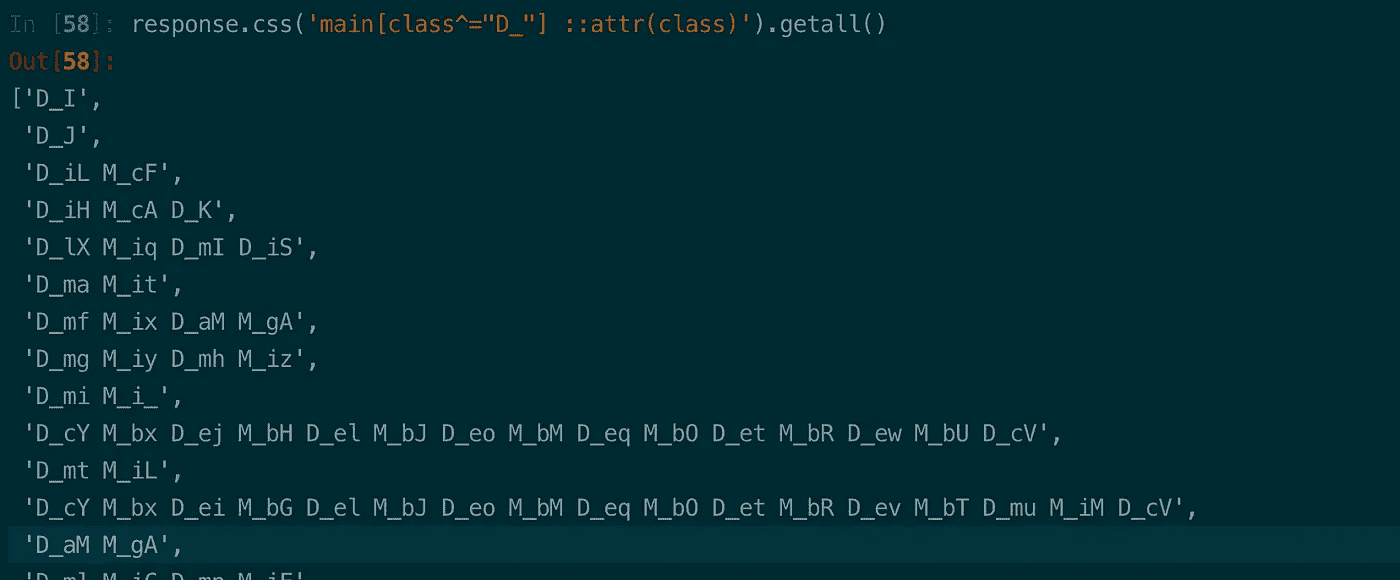 In [58]: response.css('main[class^="D_"] ::attr(class)').getall()
Out[58]:
['D_I',
'D_J',
'D_iL M_cF',
'D_iH M_cA D_K',
'D_lX M_iq D_mI D_iS',
'D_ma M_it',
'D_mf M_ix D_aM M_gA',
'D_mg M_iy D_mh M_iz',
'D_mi M_i_',
'D_cY M_bx D_ej M_bH D_el M_bJ D_eo M_bM D_eq M_bO D_et M_bR D_ew M_bU D_cV',
'D_mt M_iL',
'D_cY M_bx D_ei M_bG D_el M_bJ D_eo M_bM D_eq M_bO D_et M_bR D_ev M_bT D_mu M_iM D_cV',
'D_aM M_gA',